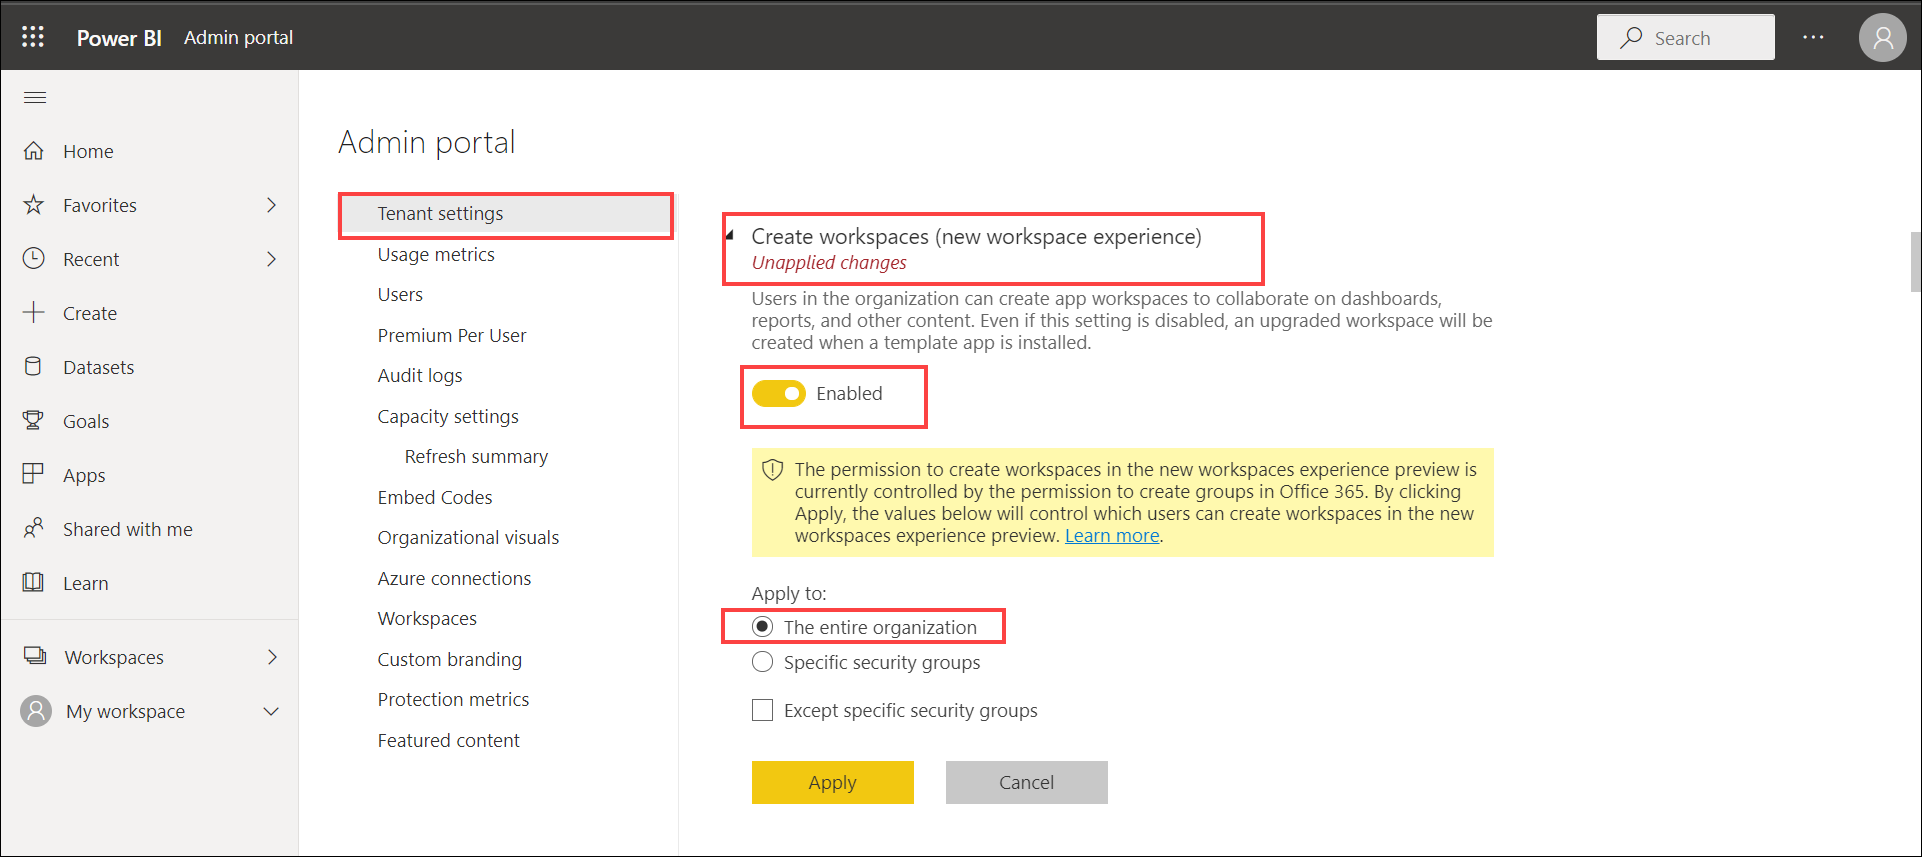 Power BI Admin portal
Search
Home
Favorites
Recent
Create
Datasets
Goals
Apps
Shared with me
Learn
Workspaces
My workspace
Admin portal
Tenant settings
Usage metrics
Users
Premium Per User
Audit logs
Capacity settings
Refresh summary
Embed Codes
Organizational visuals
Azure connections
Workspaces
Custom branding
Protection metrics
Featured content
Create workspaces (new workspace experience)
Unapplied changes
Users in the organization can create app workspaces to collaborate on dashboards,
reports, and other content. Even if this setting is disabled, an upgraded workspace will be
created when a template app is installed.
Enabled
The permission to create workspaces in the new workspaces experience preview is
currently controlled by the permission to create groups in Office 365. By clicking
Apply, the values below will control which users can create workspaces in the new
workspaces experience preview. Learn more.
Apply to:
The entire organization
Specific security groups
Except specific security groups
Apply
Cancel